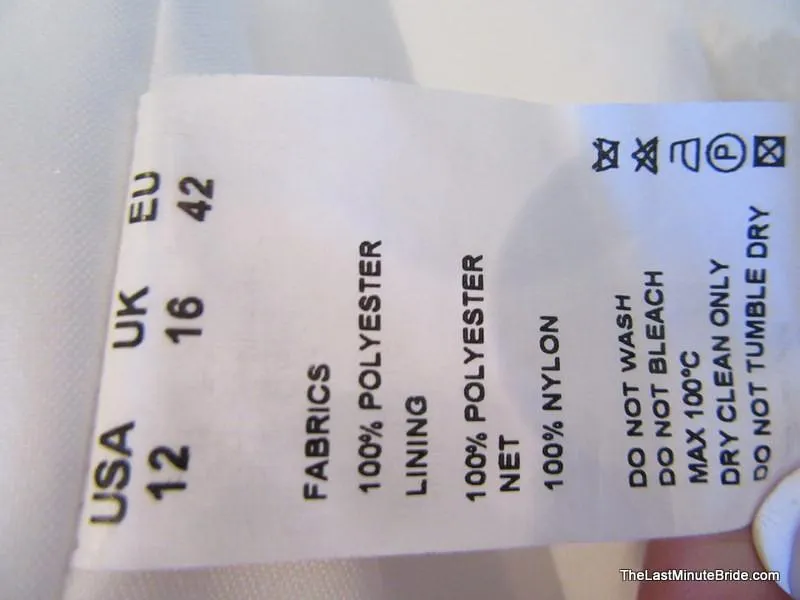 USA UK EU
12 16 42
FABRICS
100% POLYESTER
LINING
100% POLYESTER
NET
100% NYLON
DO NOT WASH
DO NOT BLEACH
MAX 100°C
DRY CLEAN ONLY
P
DO NOT TUMBLE DRY
TheLastMinuteBride.com